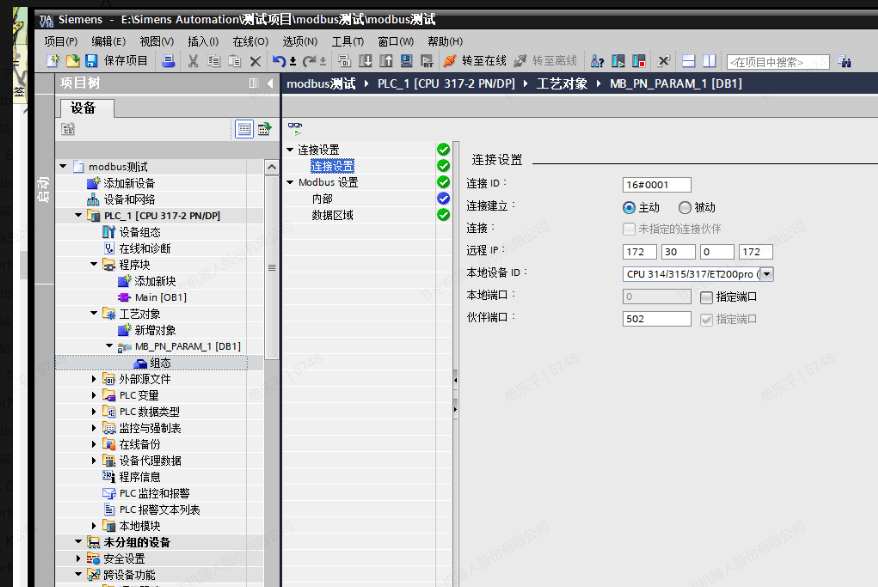 Siemens - E:\Simens Automation\测试项目\modbus测试\modbus测试
项目(P) 编辑(E) 视图(V) 插入(I) 在线(O) 选项(N) 工具(T) 窗口(W) 帮助(H)
保存项目 转至在线 转至离线 <在项目中搜索>
项目树
modbus测试 PLC_1 [CPU 317-2 PN/DP] 工艺对象 MB_PN_PARAM_1 [DB1]
设备
启动
modbus测试
添加新设备
设备和网络
PLC_1 [CPU 317-2 PN/DP]
设备组态
在线和诊断
程序块
添加新块
Main [OB1]
工艺对象
新增对象
MB_PN_PARAM_1 [DB1]
组态
外部源文件
PLC 变量
PLC 数据类型
监控与强制表
在线备份
设备代理数据
程序信息
PLC 监控和报警
PLC 报警文本列表
本地模块
未分组的设备
安全设置
跨设备功能
连接设置
连接设置
Modbus 设置
内部
数据区域
连接设置
连接 ID： 16#0001
连接建立： 主动 被动
连接： 未指定的连接伙伴
远程 IP： 172 30 0 172
本地设备 ID： CPU 314/315/317/ET200pro (
本地端口： 0 指定端口
伙伴端口： 502 指定端口